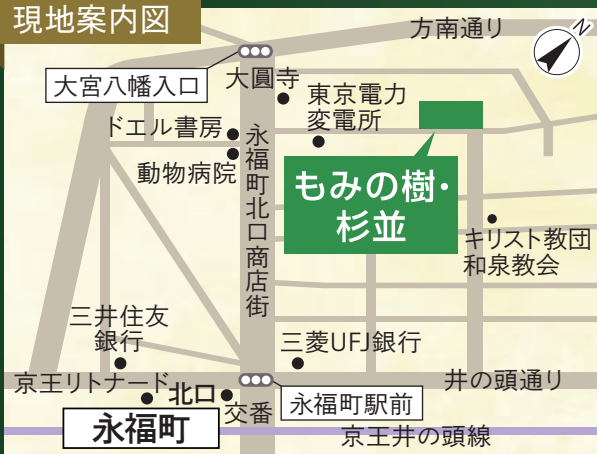 現地案内図
方南通り
N
大宮八幡入口
大圓寺
東京電力
変電所
ドエル書房
動物病院
永福町北口商店街
もみの樹・
杉並
キリスト教団
和泉教会
三井住友
銀行
三菱UFJ銀行
京王リトナード
北口
交番
永福町駅前
井の頭通り
永福町
京王井の頭線